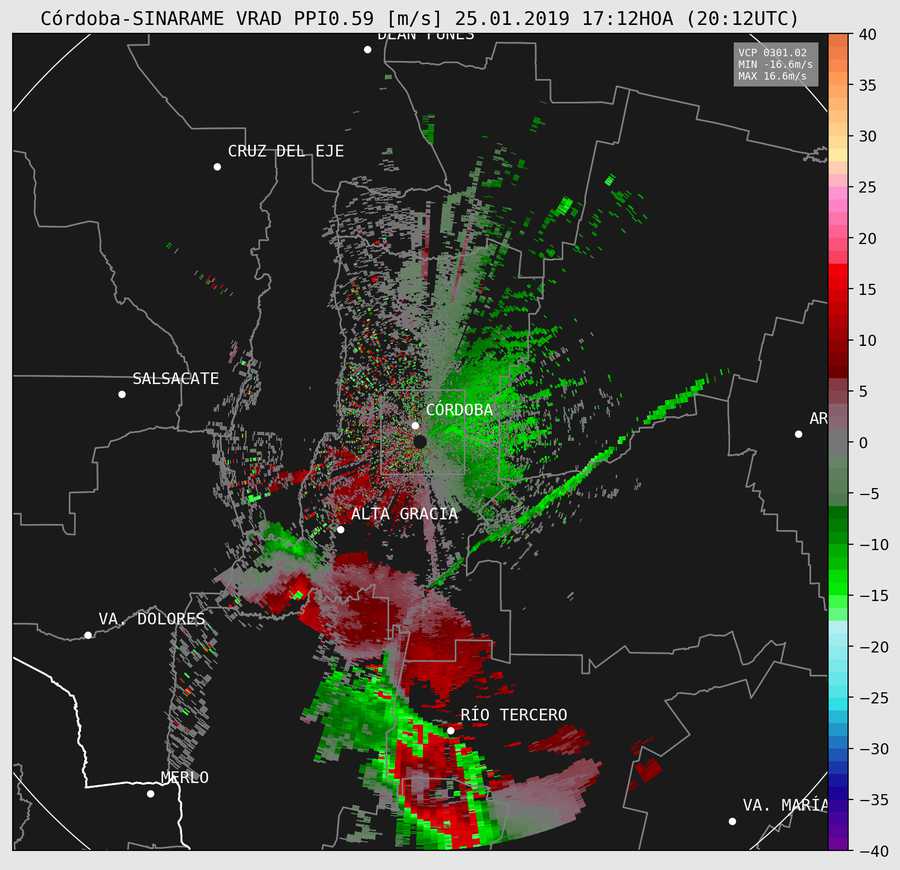 Córdoba-SINARAME VRAD PPI0.59 [m/s] 25.01.2019 17:12HOA (20:12UTC)
DEAN FUNES
VCP 0301.02
MIN -16.6m/s
MAX 16.6m/s
CRUZ DEL EJE
SALSACATE
CÓRDOBA
AR
ALTA GRACIA
VA. DOLORES
RÍO TERCERO
MERLO
VA. MARÍA
40
35
30
25
20
15
10
5
0
−5
−10
−15
−20
−25
−30
−35
−40